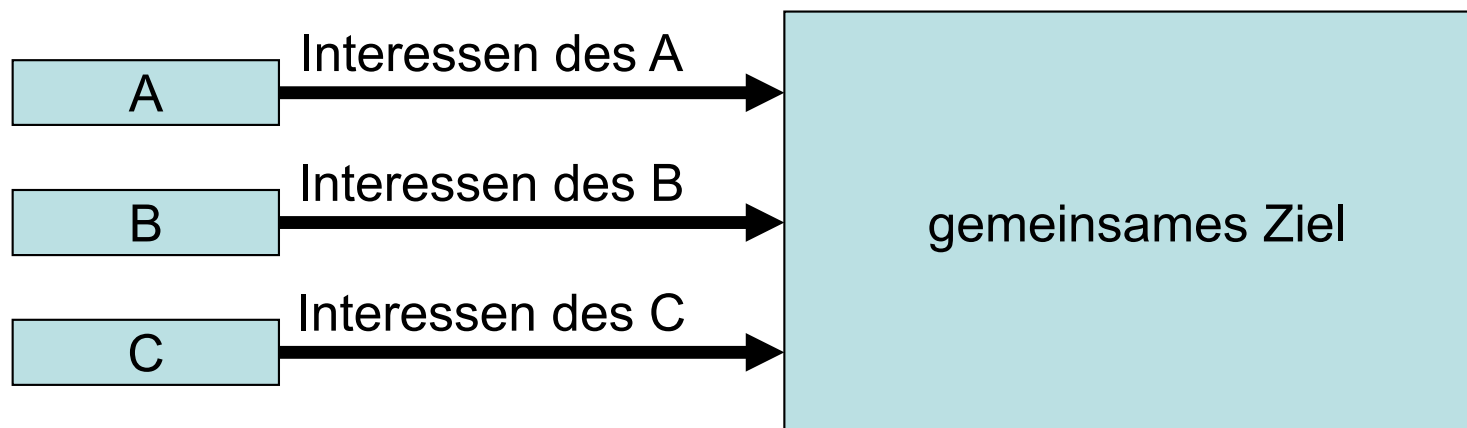 Interessen des A
A
Interessen des B
B
gemeinsames Ziel
Interessen des C
C